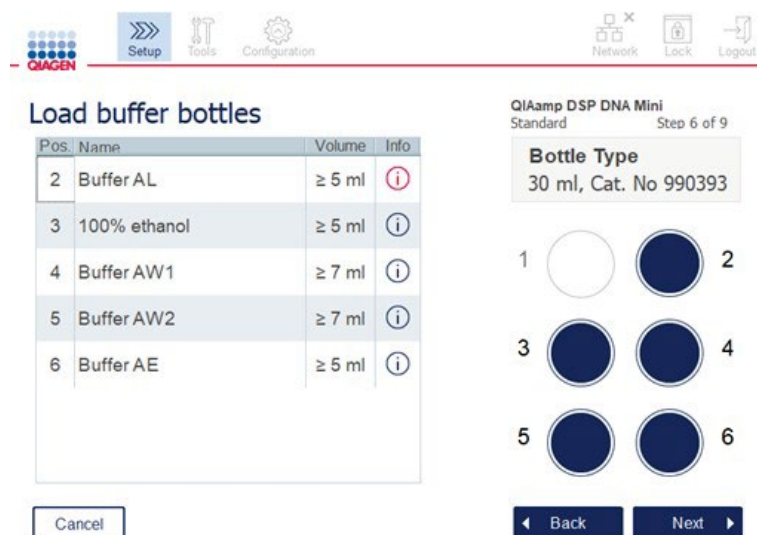 QIAGEN
Setup
Tools
Configuration
Network
Lock
Logout
Load buffer bottles
Pos. Name Volume Info
2 Buffer AL ≥ 5 ml i
3 100% ethanol ≥ 5 ml i
4 Buffer AW1 ≥ 7 ml i
5 Buffer AW2 ≥ 7 ml i
6 Buffer AE ≥ 5 ml i
QIAamp DSP DNA Mini
Standard Step 6 of 9
Bottle Type
30 ml, Cat. No 990393
1 2
3 4
5 6
Cancel
Back Next